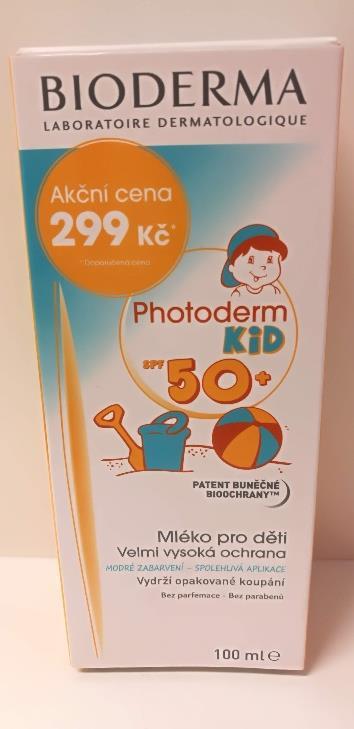 BIODERMA
LABORATOIRE DERMATOLOGIQUE
Akční cena
299 Kč*
*Doporučená cena
Photoderm
KiD
SPF 50+
PATENT BUNĚČNÉ
BIOOCHRANY™
Mléko pro děti
Velmi vysoká ochrana
MODRÉ ZABARVENÍ – SPOLEHLIVÁ APLIKACE
Vydrží opakované koupání
Bez parfemace - Bez parabenů
100 ml ℮